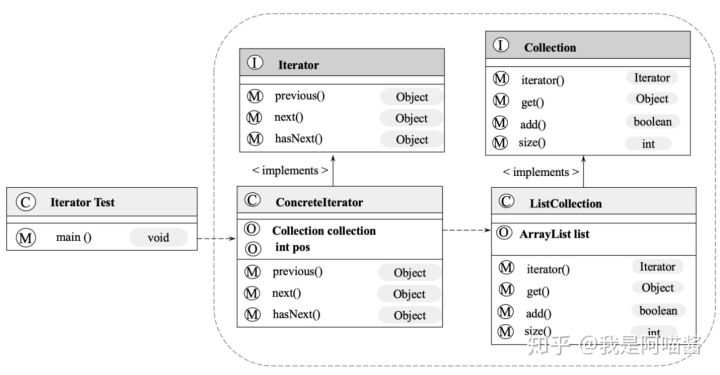 I Iterator
M previous() Object
M next() Object
M hasNext() Object
I Collection
M iterator() Iterator
M get() Object
M add() boolean
M size() int
< implements >
< implements >
C Iterator Test
M main () void
C ConcreteIterator
O Collection collection
O int pos
M previous() Object
M next() Object
M hasNext() Object
C ListCollection
O ArrayList list
M iterator() Iterator
M get() Object
M add() boolean
M size() int
知乎 @我是阿喵酱